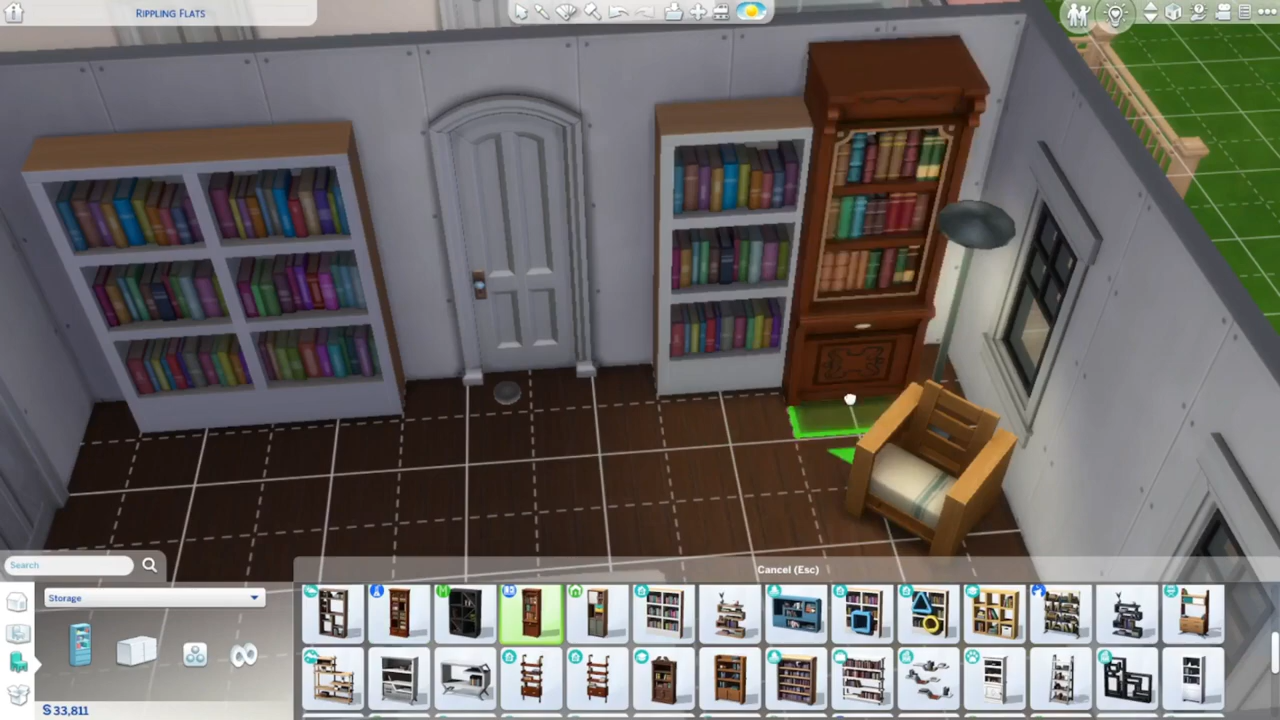 RIPPLING FLATS
Cancel (Esc)
Search
Storage
$33,811